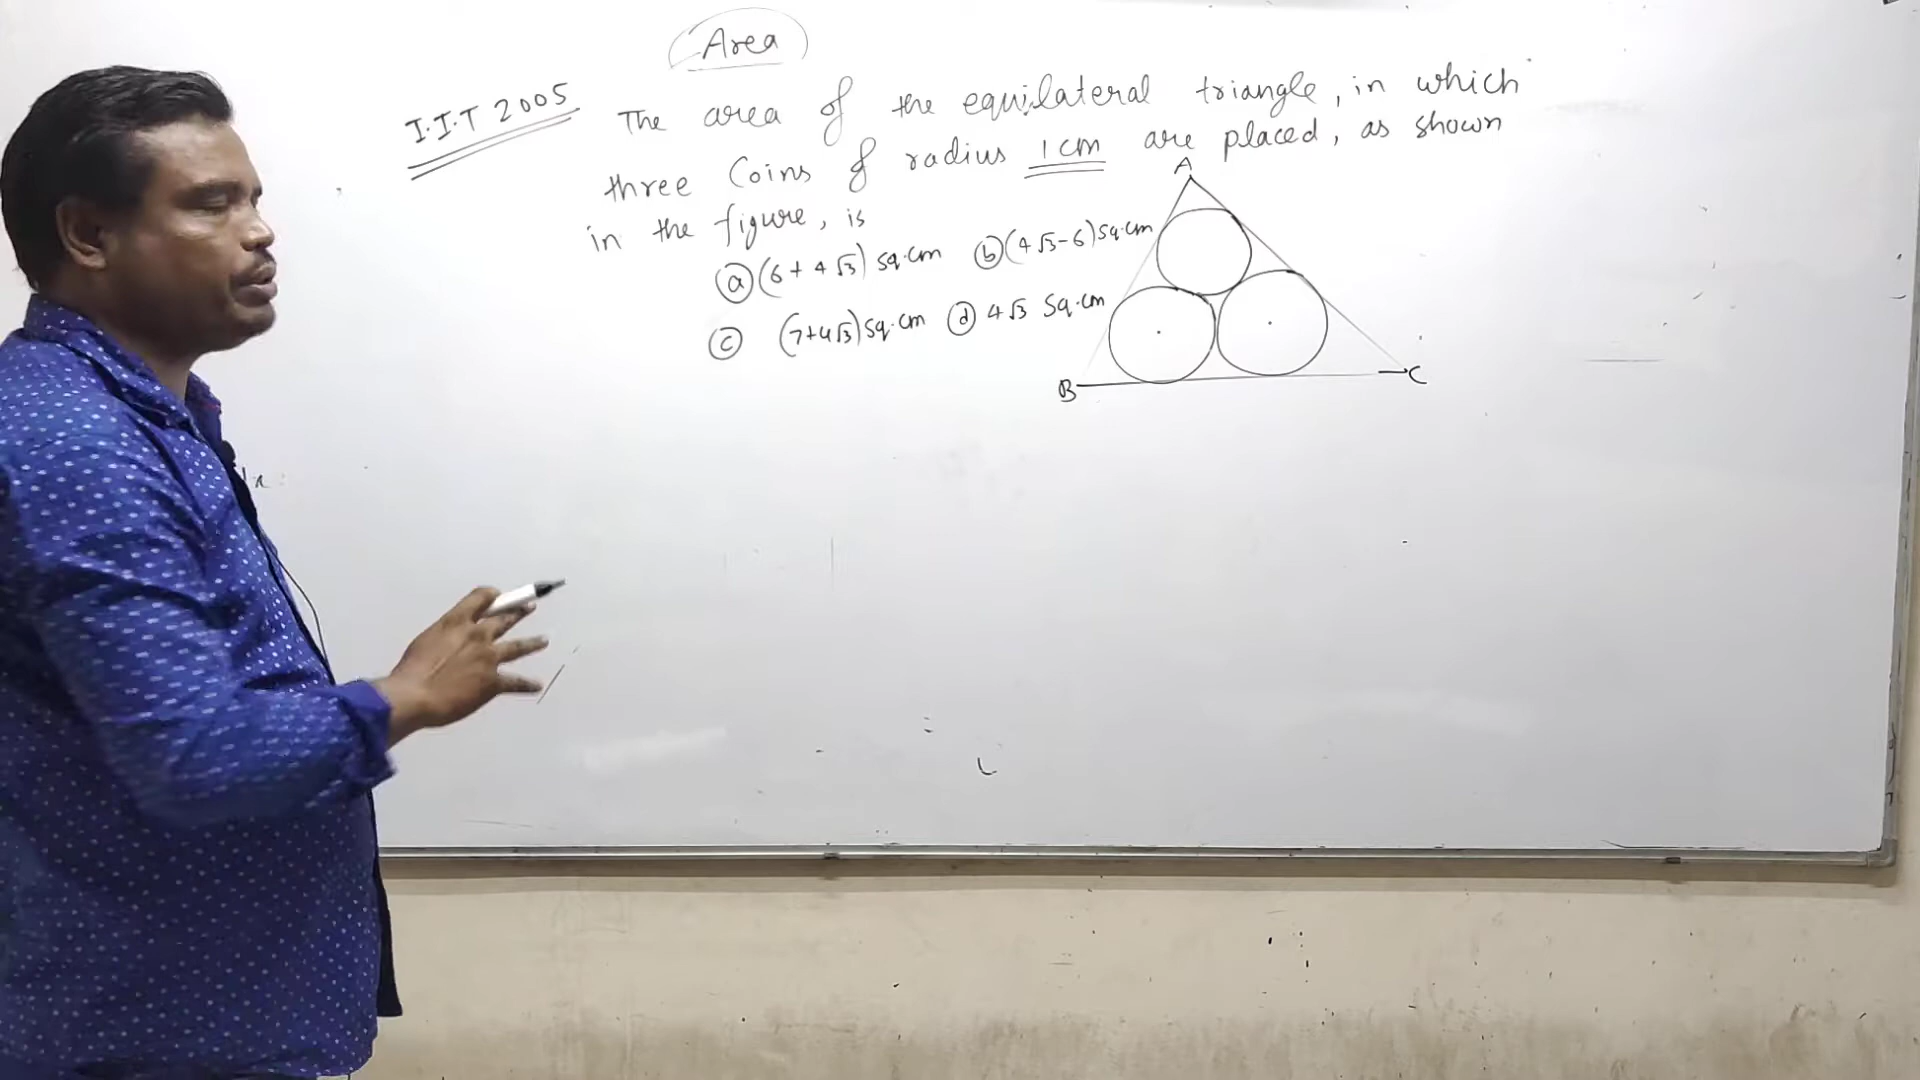 Area
I.I.T 2005
The area of the equilateral triangle, in which
three Coins of radius 1 cm are placed, as shown
in the figure, is
(a) (6 + 4√3) Sq.cm (b) (4√3-6) Sq.cm
(c) (7+4√3) Sq.cm (d) 4√3 Sq.cm
A
B
C